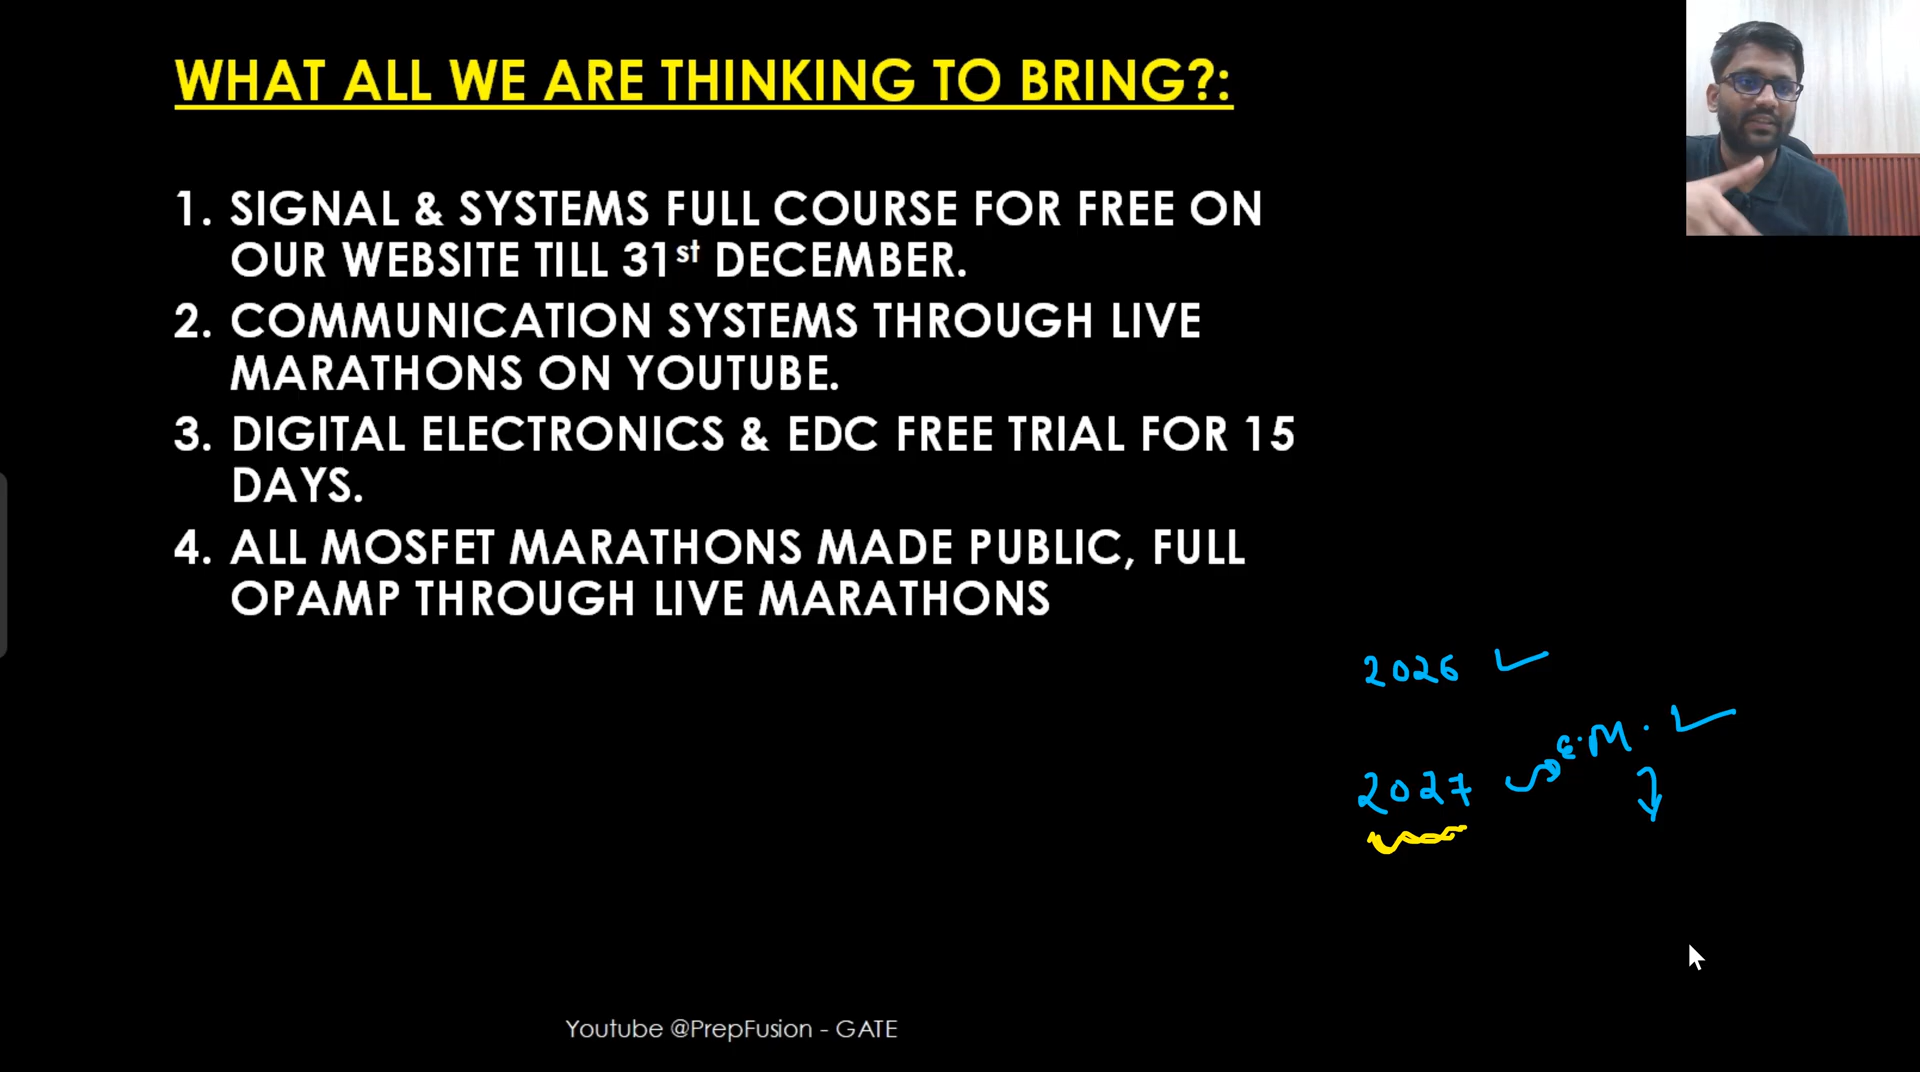 WHAT ALL WE ARE THINKING TO BRING?:
1. SIGNAL & SYSTEMS FULL COURSE FOR FREE ON
OUR WEBSITE TILL 31st DECEMBER.
2. COMMUNICATION SYSTEMS THROUGH LIVE
MARATHONS ON YOUTUBE.
3. DIGITAL ELECTRONICS & EDC FREE TRIAL FOR 15
DAYS.
4. ALL MOSFET MARATHONS MADE PUBLIC, FULL
OPAMP THROUGH LIVE MARATHONS
2026
E.M.
2027
Youtube @PrepFusion - GATE